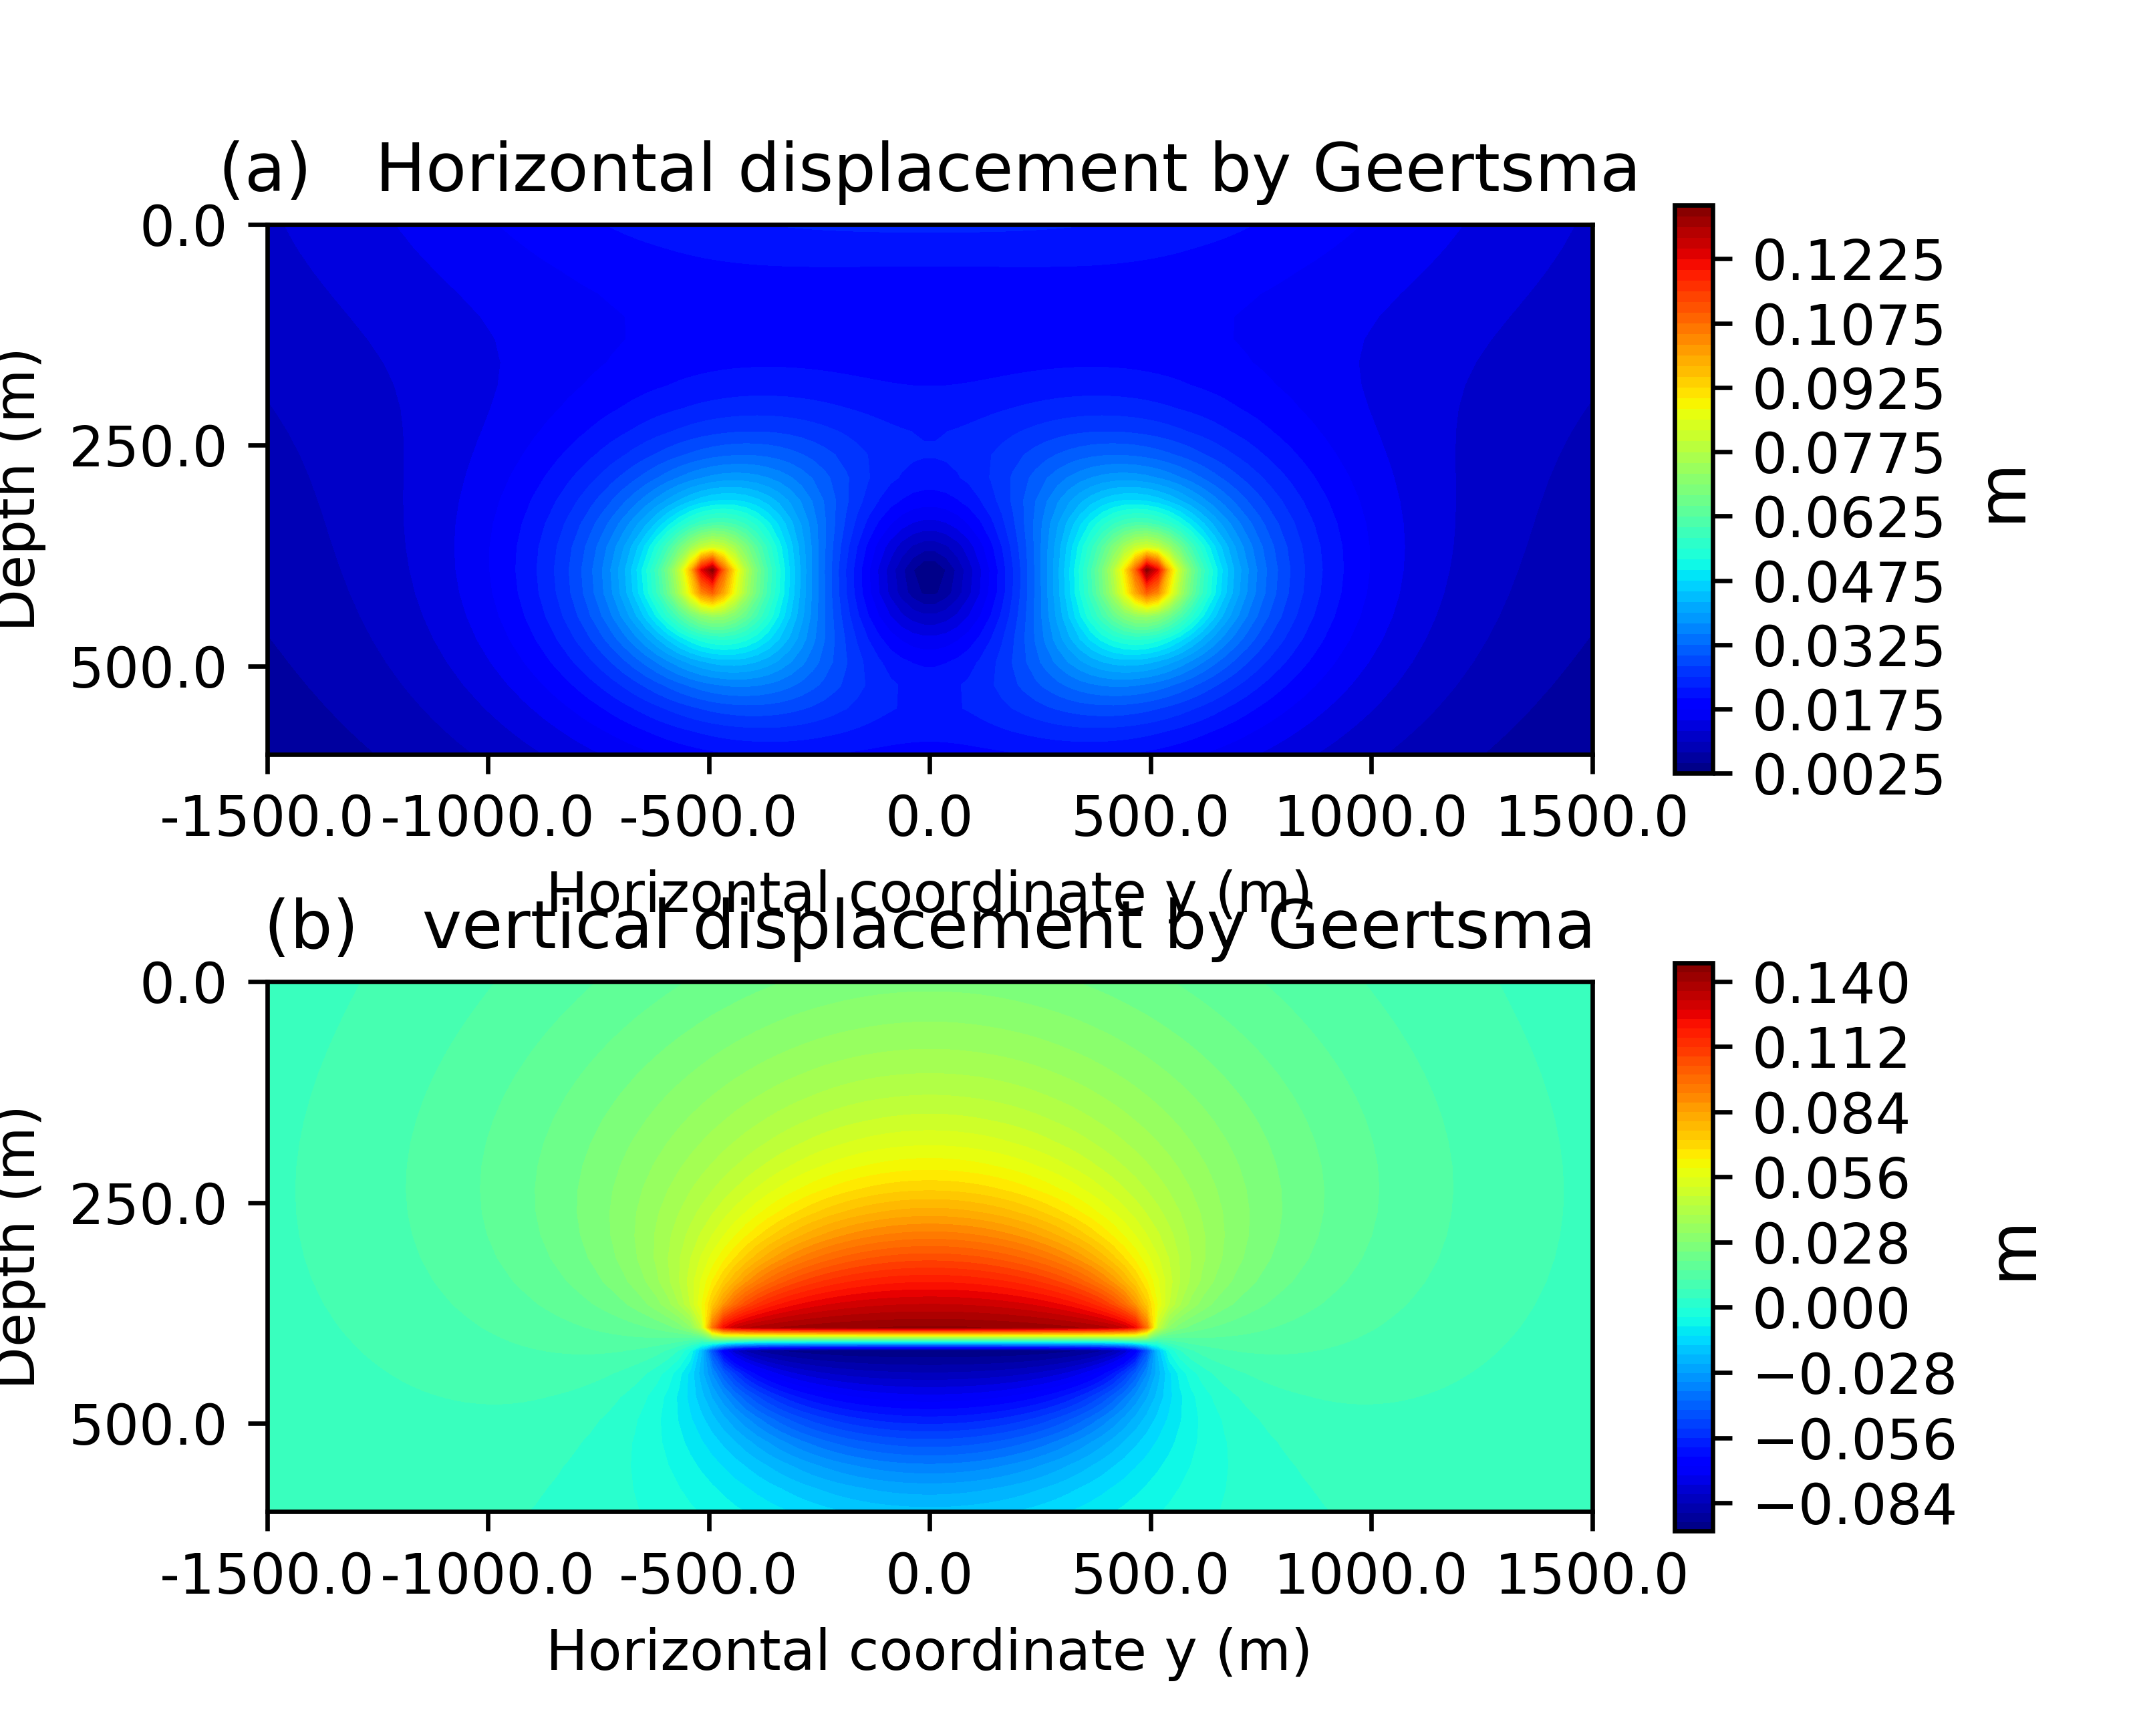 (a)   Horizontal displacement by Geertsma
0.0
250.0
500.0
Depth (m)
-1500.0 -1000.0 -500.0 0.0 500.0 1000.0 1500.0
Horizontal coordinate y (m)
0.1225
0.1075
0.0925
0.0775
0.0625
0.0475
0.0325
0.0175
0.0025
m
(b)   vertical displacement by Geertsma
0.0
250.0
500.0
Depth (m)
-1500.0 -1000.0 -500.0 0.0 500.0 1000.0 1500.0
Horizontal coordinate y (m)
0.140
0.112
0.084
0.056
0.028
0.000
−0.028
−0.056
−0.084
m